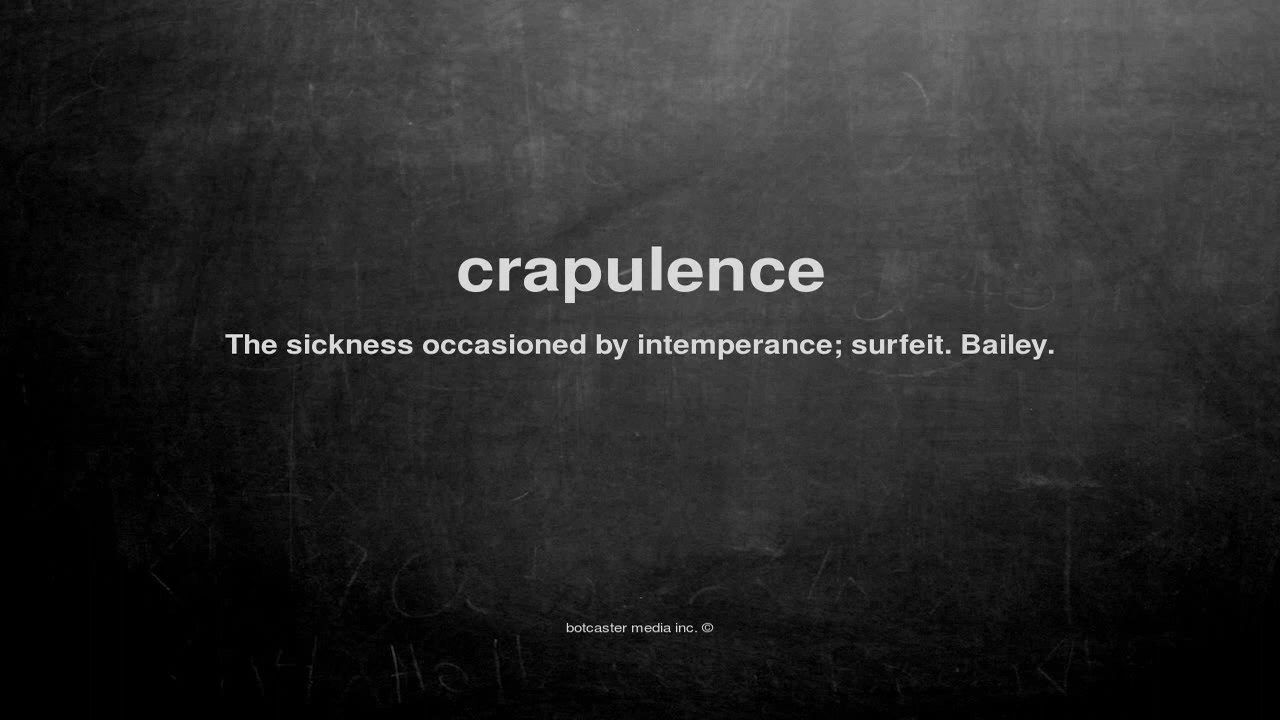 crapulence
The sickness occasioned by intemperance; surfeit. Bailey.
botcaster media inc. ©